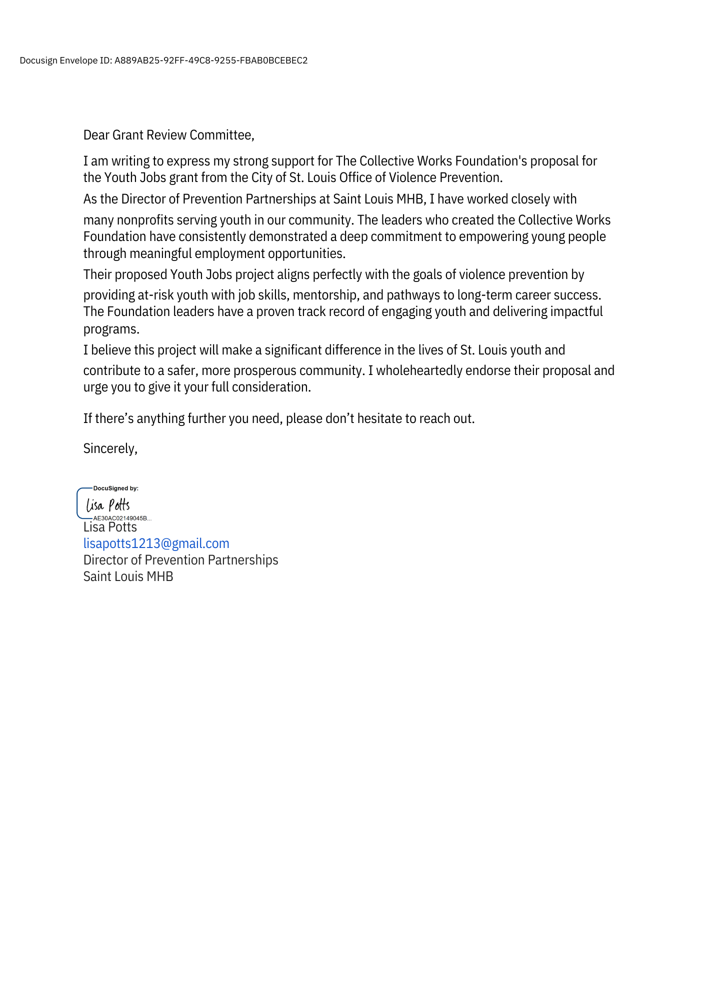 Docusign Envelope ID: A889AB25-92FF-49C8-9255-FBAB0BCEBEC2
Dear Grant Review Committee,
I am writing to express my strong support for The Collective Works Foundation's proposal for
the Youth Jobs grant from the City of St. Louis Office of Violence Prevention.
As the Director of Prevention Partnerships at Saint Louis MHB, I have worked closely with
many nonprofits serving youth in our community. The leaders who created the Collective Works
Foundation have consistently demonstrated a deep commitment to empowering young people
through meaningful employment opportunities.
Their proposed Youth Jobs project aligns perfectly with the goals of violence prevention by
providing at-risk youth with job skills, mentorship, and pathways to long-term career success.
The Foundation leaders have a proven track record of engaging youth and delivering impactful
programs.
I believe this project will make a significant difference in the lives of St. Louis youth and
contribute to a safer, more prosperous community. I wholeheartedly endorse their proposal and
urge you to give it your full consideration.
If there’s anything further you need, please don’t hesitate to reach out.
Sincerely,
DocuSigned by:
Lisa Potts
AE30AC02149045B...
Lisa Potts
lisapotts1213@gmail.com
Director of Prevention Partnerships
Saint Louis MHB